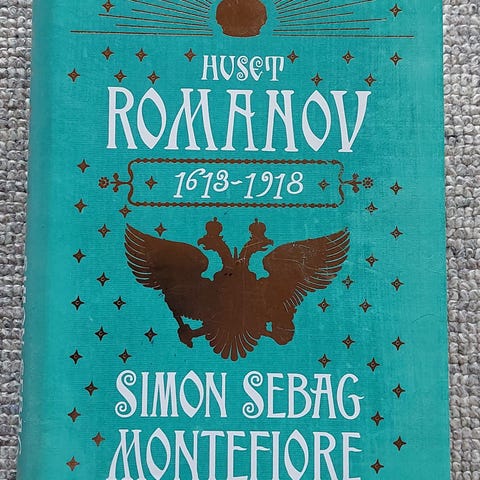 HUSET
ROMANOV
1613-1918
SIMON SEBAG
MONTEFIORE